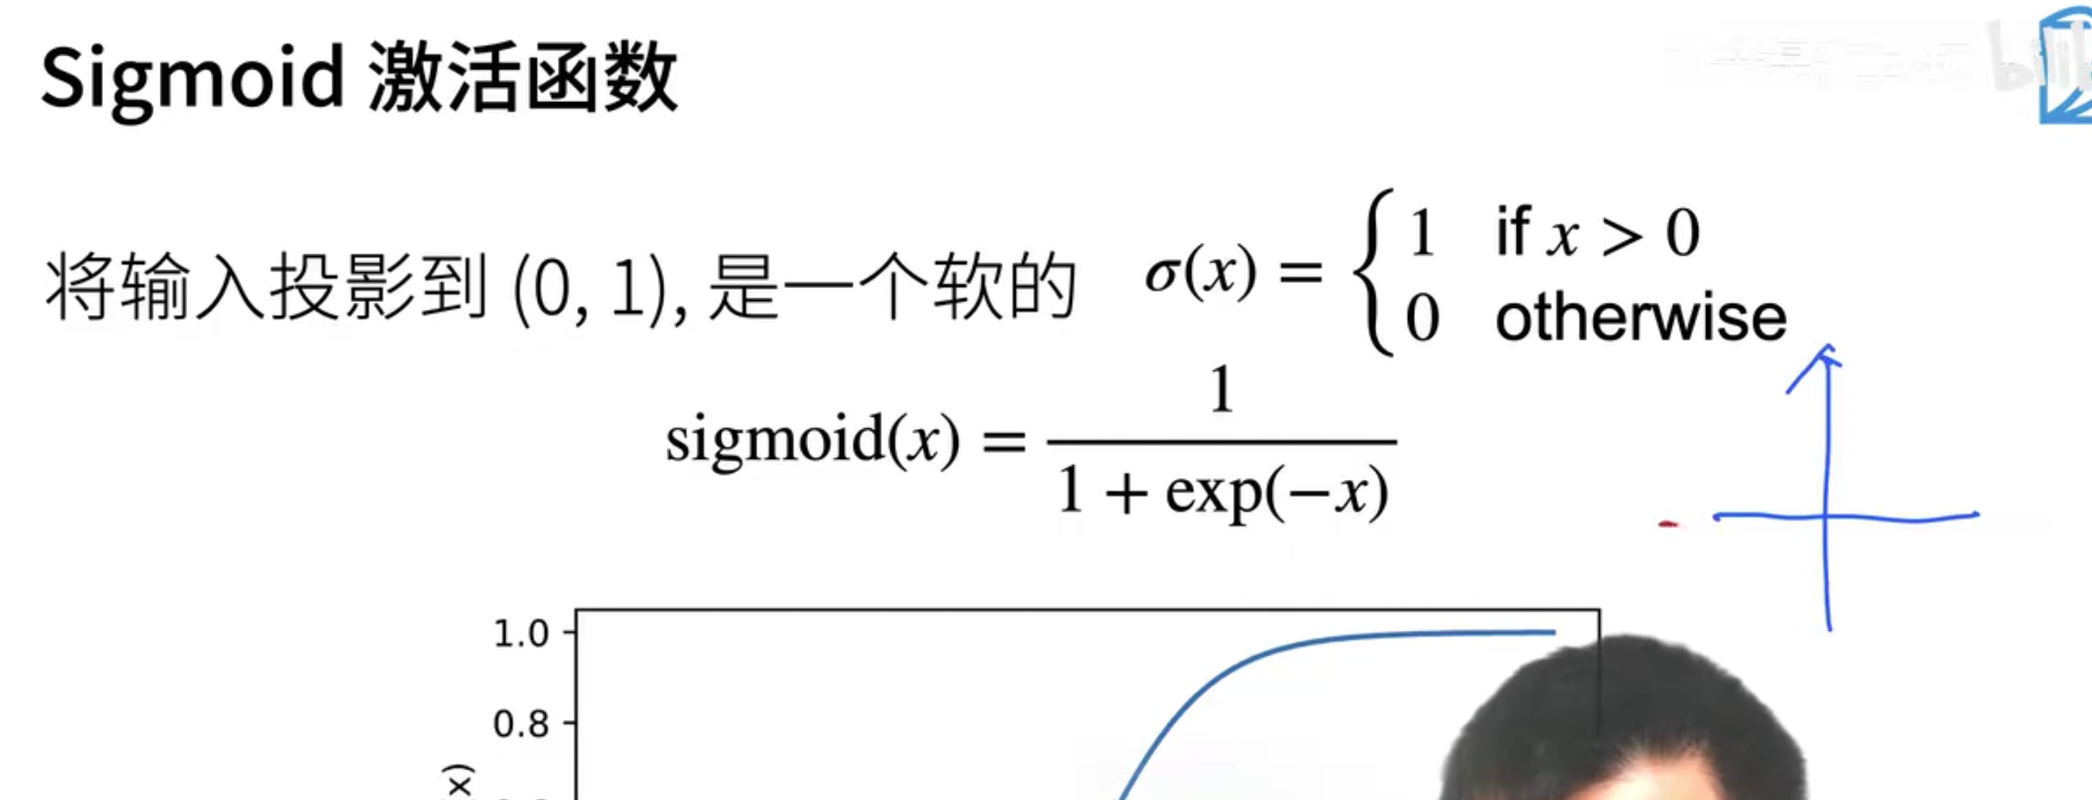 Sigmoid 激活函数
将输入投影到 (0, 1), 是一个软的 σ(x) = { 1 if x > 0
0 otherwise
sigmoid(x) = 1 / (1 + exp(−x))
1.0
0.8
x)